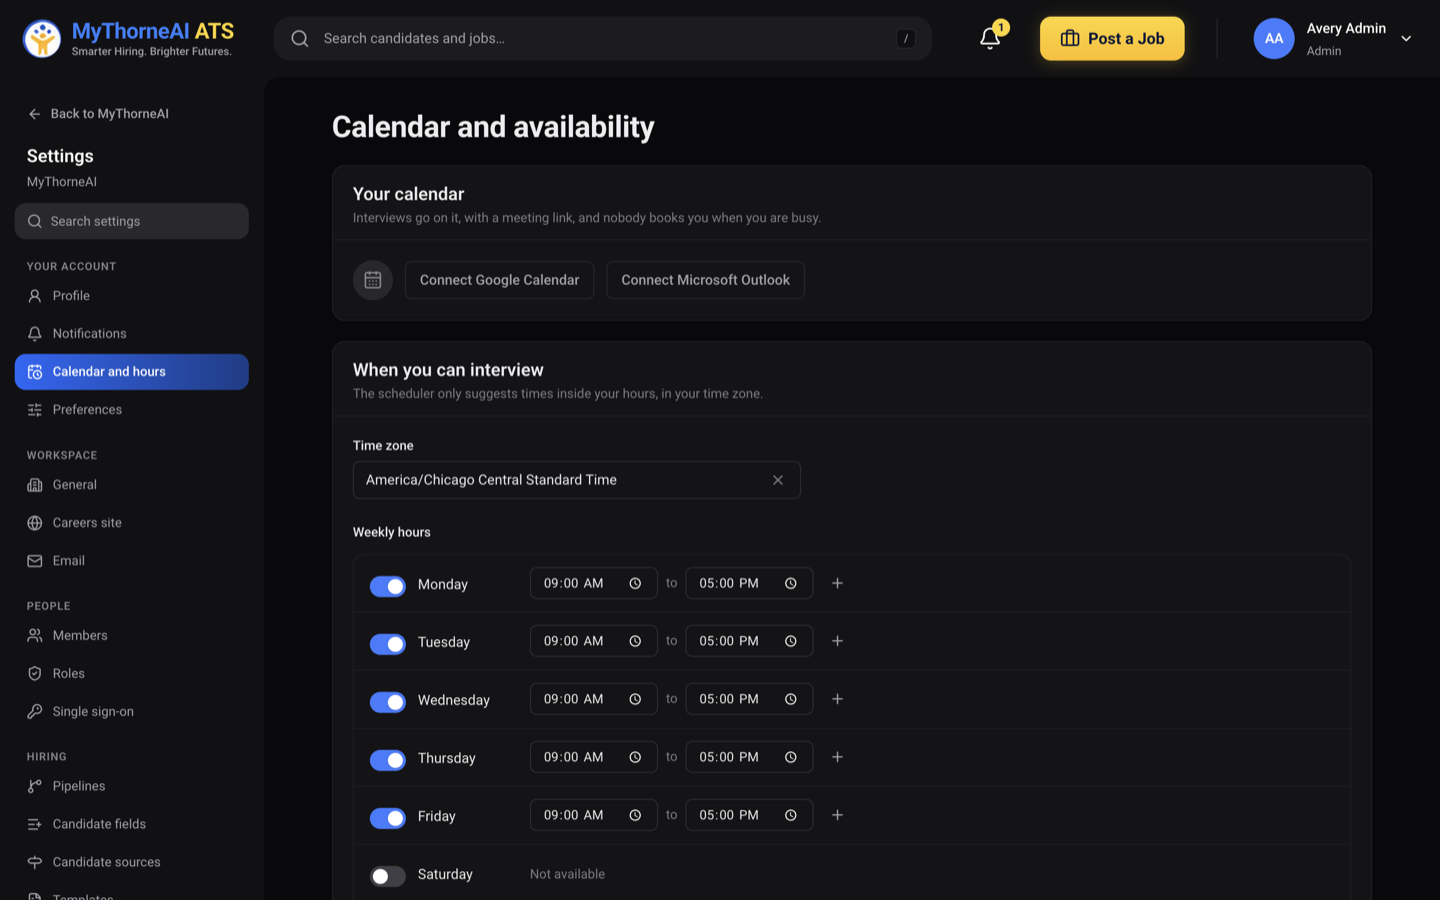 MyThorneAI ATS
Smarter Hiring. Brighter Futures.
Search candidates and jobs...
/
1
Post a Job
AA
Avery Admin
Admin
Back to MyThorneAI
Settings
MyThorneAI
Search settings
YOUR ACCOUNT
Profile
Notifications
Calendar and hours
Preferences
WORKSPACE
General
Careers site
Email
PEOPLE
Members
Roles
Single sign-on
HIRING
Pipelines
Candidate fields
Candidate sources
Templates
Calendar and availability
Your calendar
Interviews go on it, with a meeting link, and nobody books you when you are busy.
Connect Google Calendar
Connect Microsoft Outlook
When you can interview
The scheduler only suggests times inside your hours, in your time zone.
Time zone
America/Chicago Central Standard Time
Weekly hours
Monday 09:00 AM to 05:00 PM
Tuesday 09:00 AM to 05:00 PM
Wednesday 09:00 AM to 05:00 PM
Thursday 09:00 AM to 05:00 PM
Friday 09:00 AM to 05:00 PM
Saturday Not available